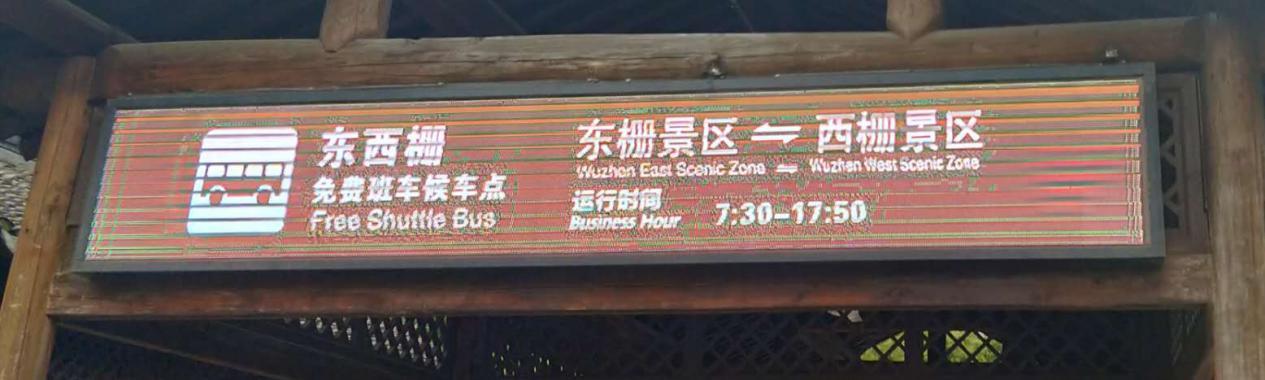 东西栅
免费班车候车点
Free Shuttle Bus
东栅景区 ⇌ 西栅景区
Wuzhen East Scenic Zone ⇌ Wuzhen West Scenic Zone
运行时间
Business Hour 7:30-17:50